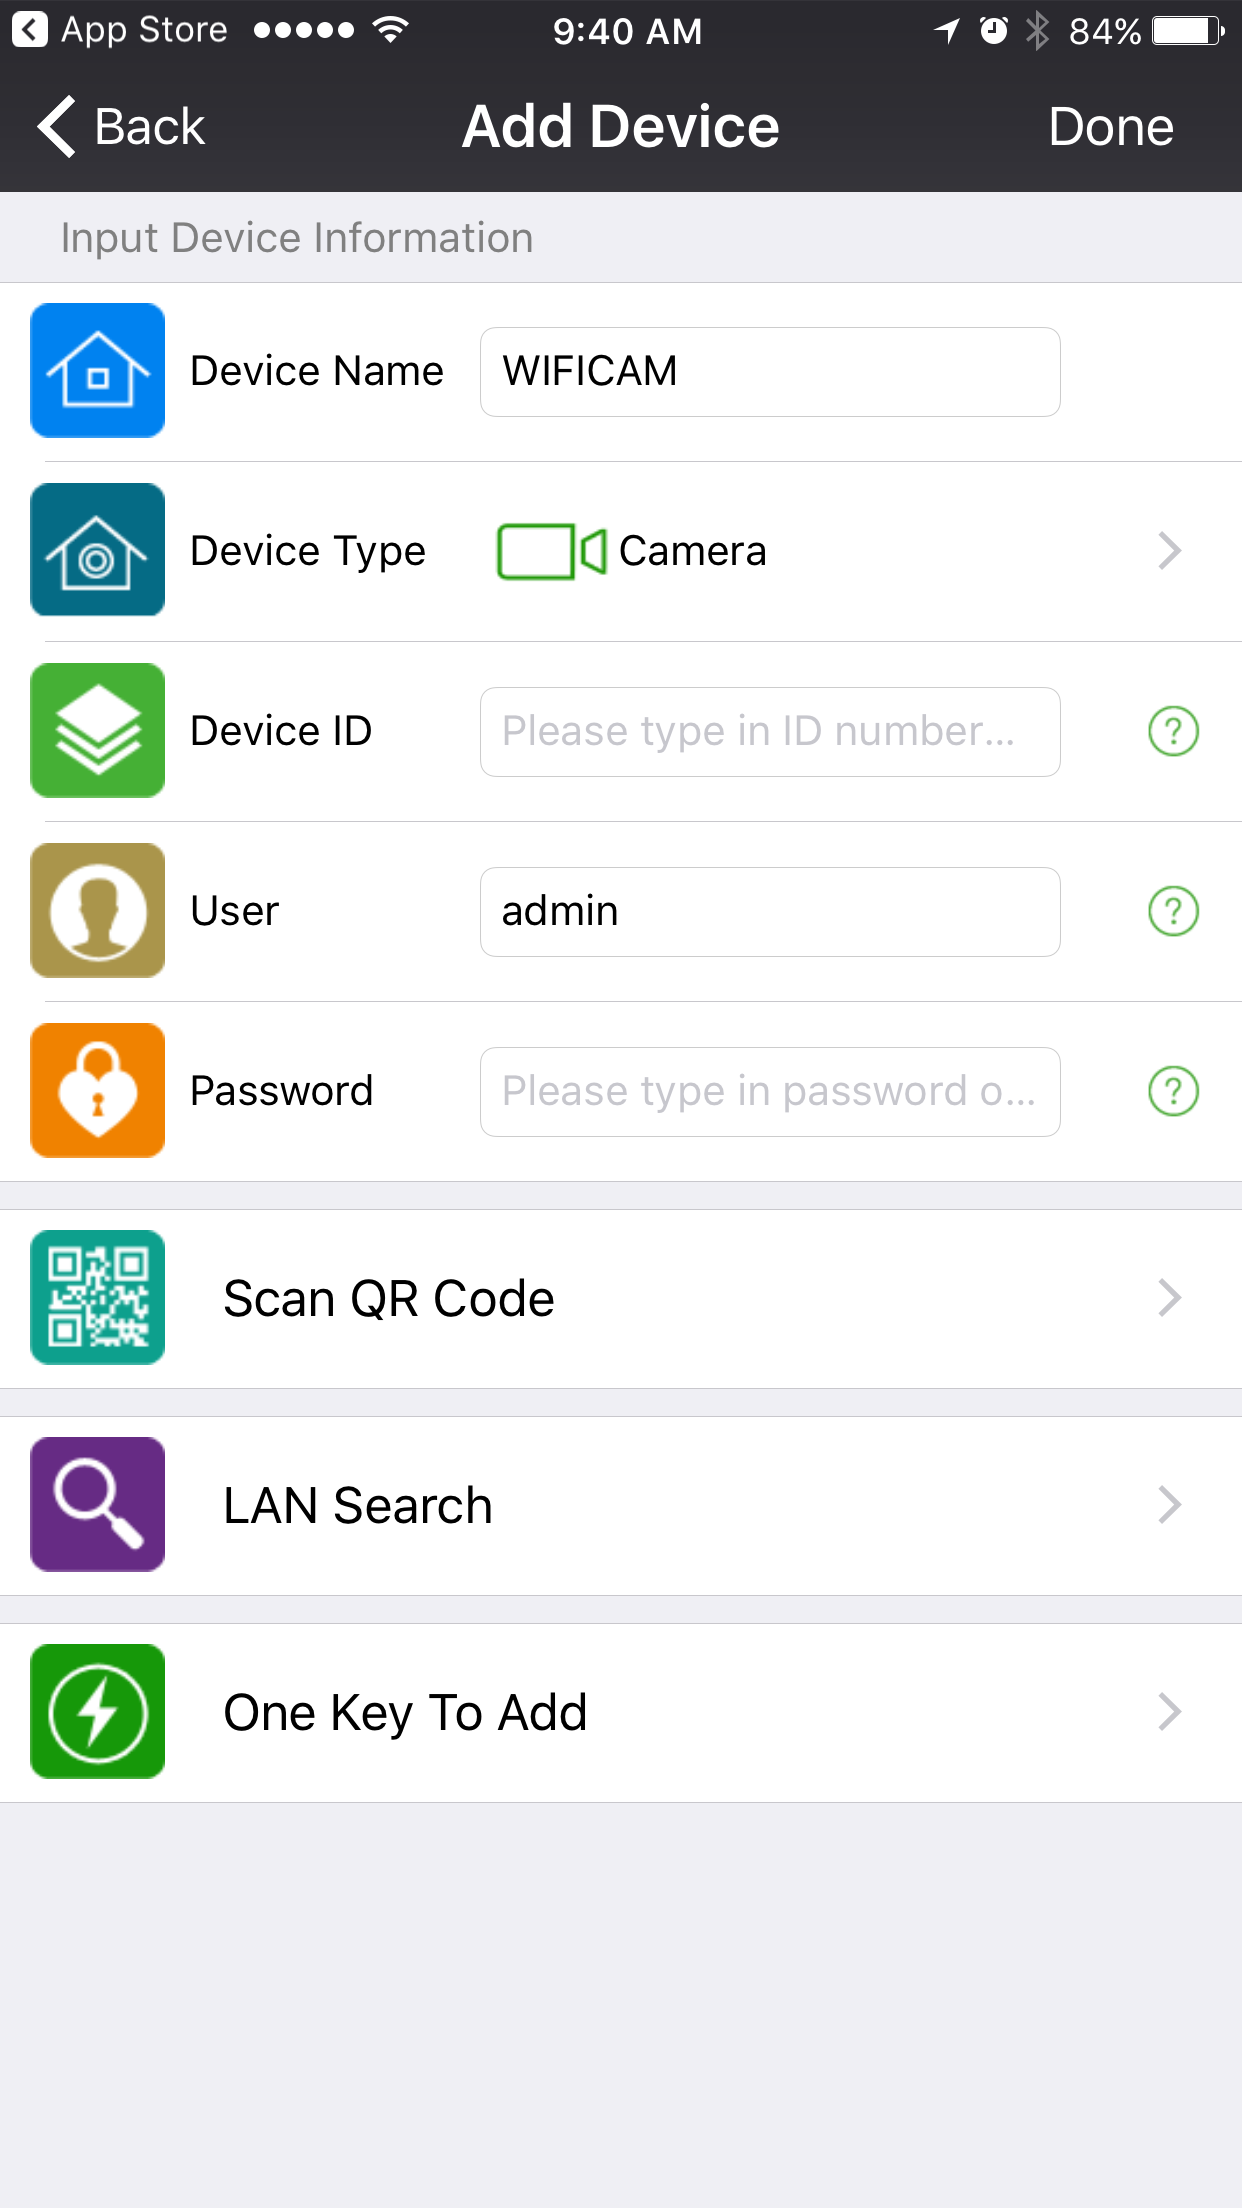 App Store 9:40 AM 84%
Back Add Device Done
Input Device Information
Device Name WIFICAM
Device Type Camera
Device ID Please type in ID number... ?
User admin ?
Password Please type in password o... ?
Scan QR Code
LAN Search
One Key To Add